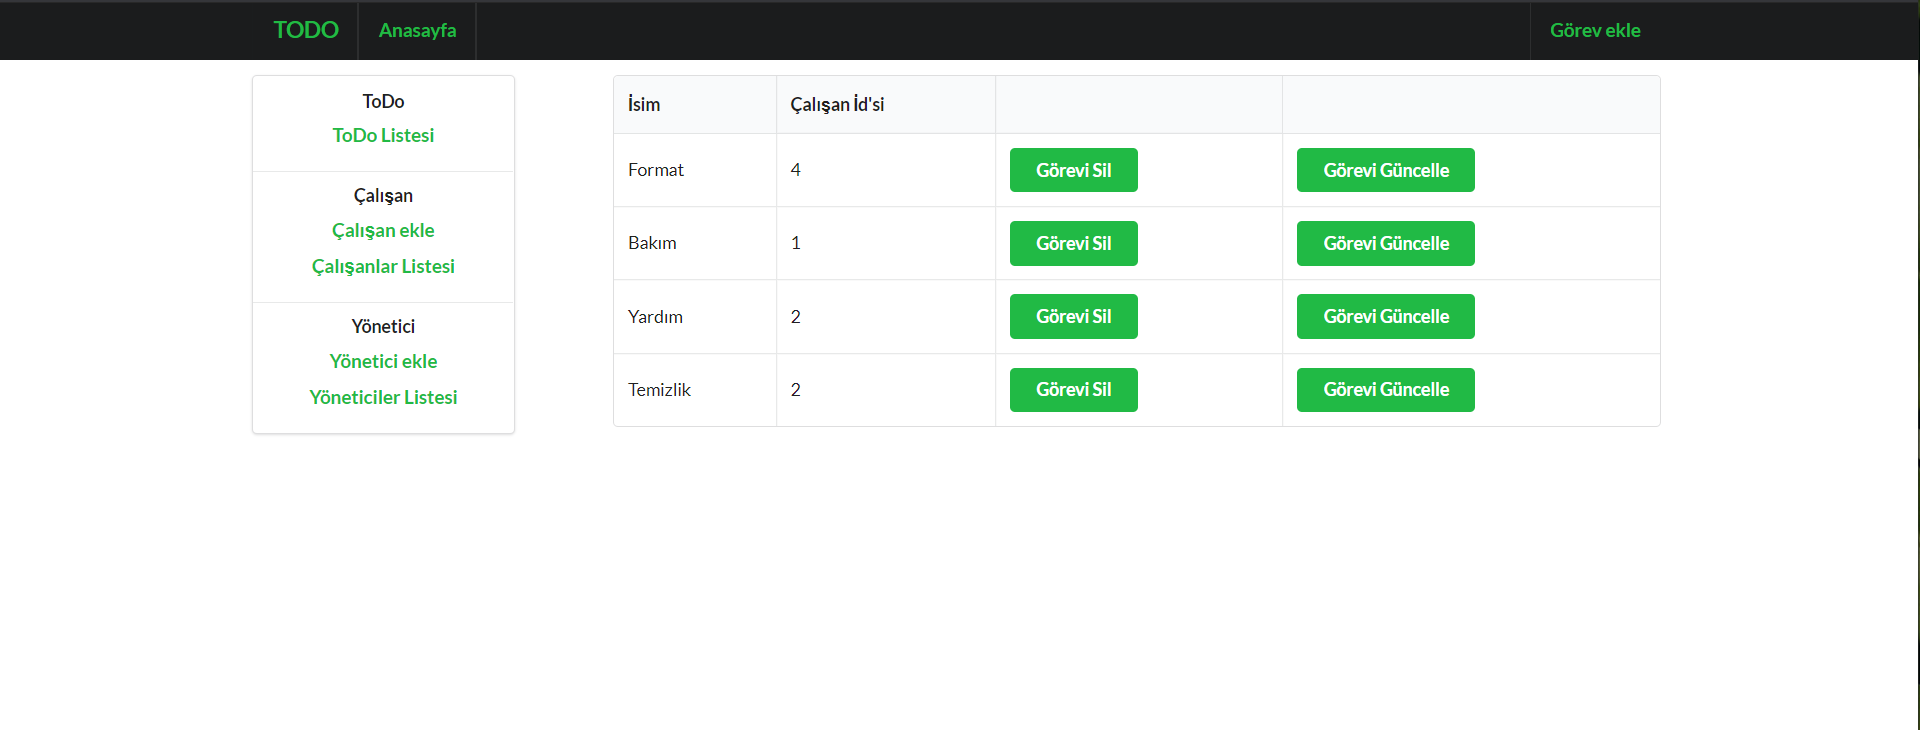 TODO Anasayfa Görev ekle
ToDo
ToDo Listesi
Çalışan
Çalışan ekle
Çalışanlar Listesi
Yönetici
Yönetici ekle
Yöneticiler Listesi
İsim Çalışan İd'si
Format 4 Görevi Sil Görevi Güncelle
Bakım 1 Görevi Sil Görevi Güncelle
Yardım 2 Görevi Sil Görevi Güncelle
Temizlik 2 Görevi Sil Görevi Güncelle